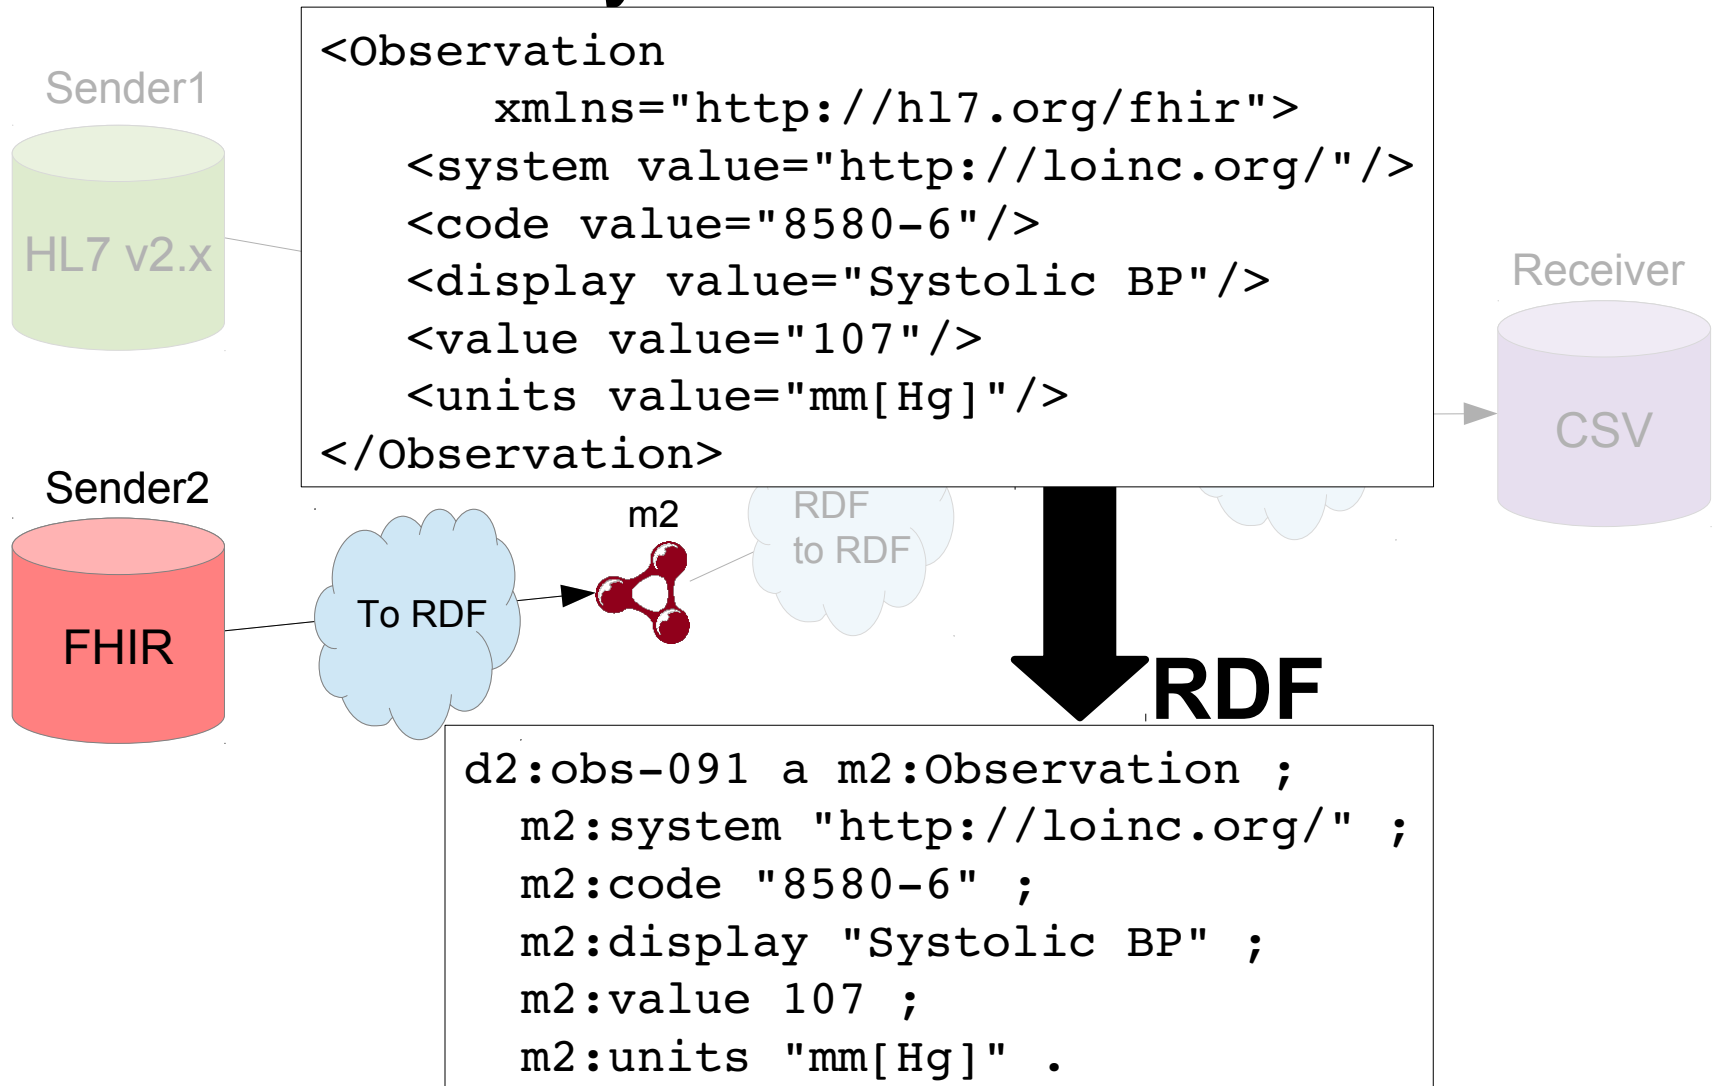 <Observation
xmlns="http://hl7.org/fhir">
<system value="http://loinc.org/"/>
<code value="8580-6"/>
<display value="Systolic BP"/>
<value value="107"/>
<units value="mm[Hg]"/>
</Observation>
Sender1
HL7 v2.x
Receiver
CSV
Sender2
FHIR
To RDF
m2
RDF
to RDF
RDF
d2:obs-091 a m2:Observation ;
m2:system "http://loinc.org/" ;
m2:code "8580-6" ;
m2:display "Systolic BP" ;
m2:value 107 ;
m2:units "mm[Hg]" .